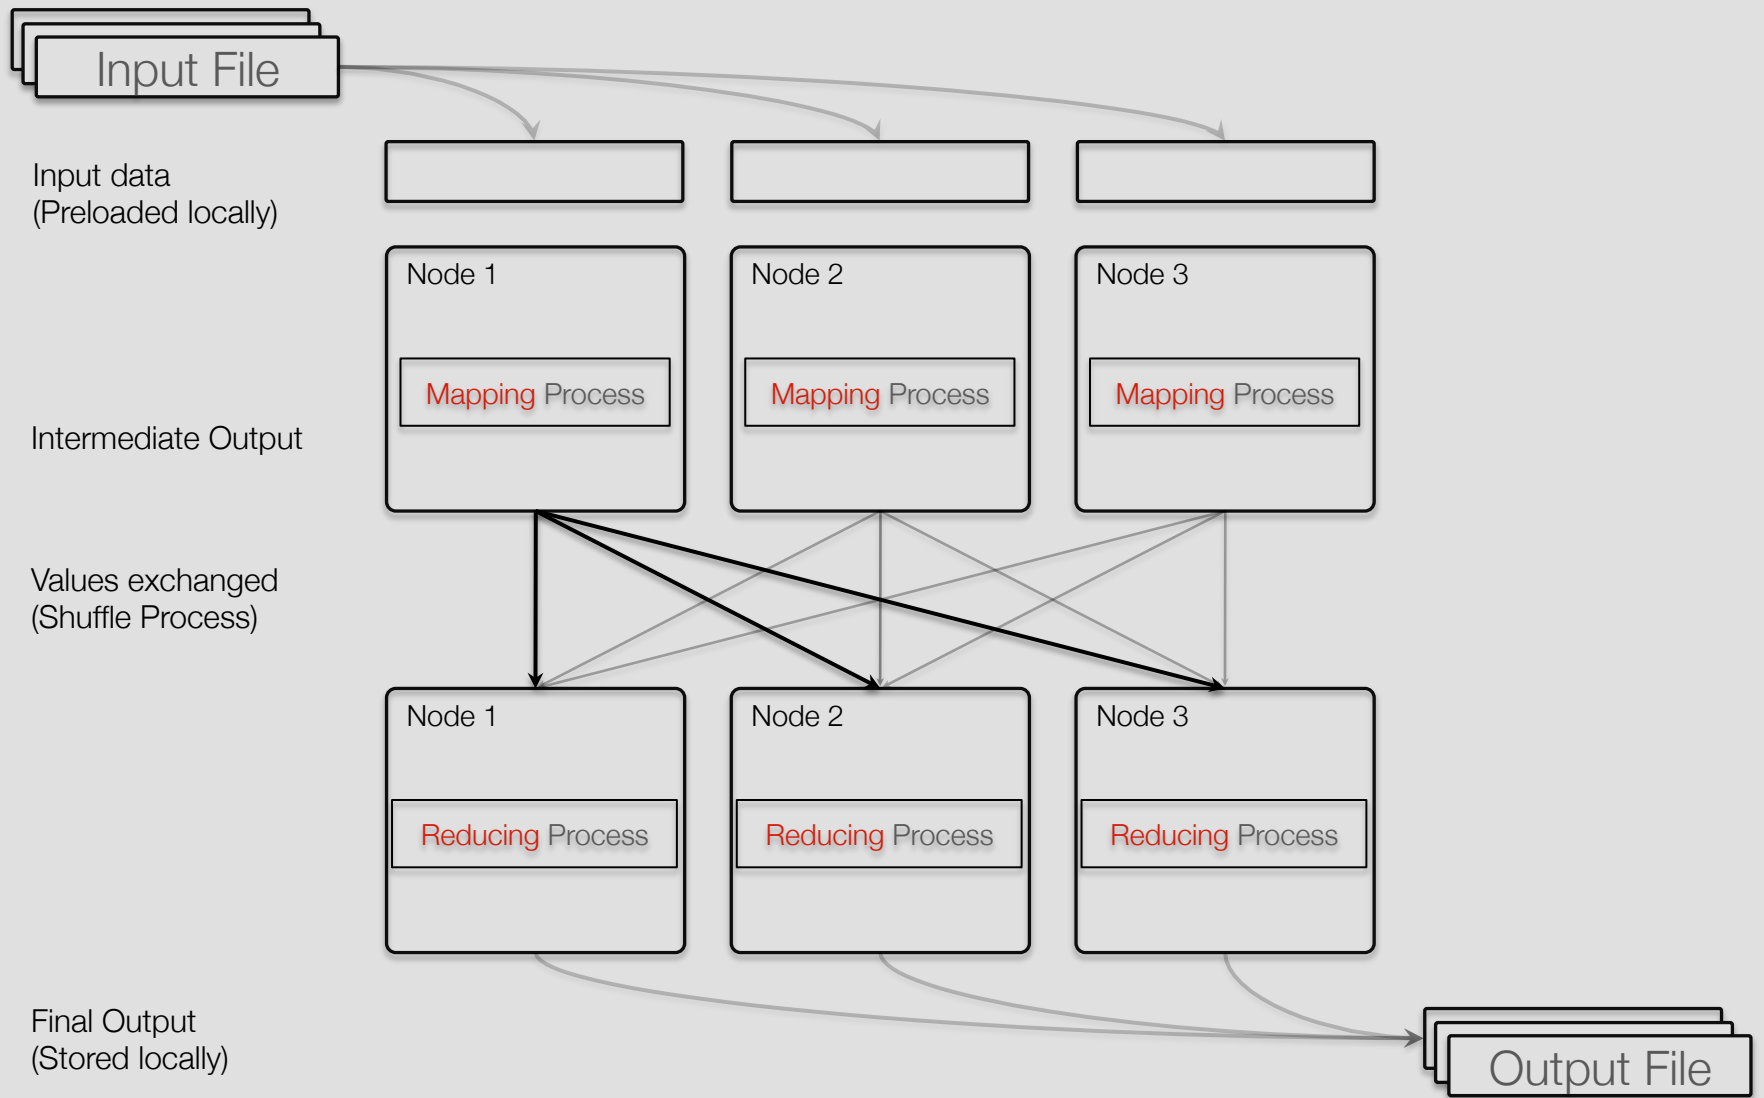 Input File
Input data
(Preloaded locally)
Node 1
Node 2
Node 3
Mapping Process
Mapping Process
Mapping Process
Intermediate Output
Values exchanged
(Shuffle Process)
Node 1
Node 2
Node 3
Reducing Process
Reducing Process
Reducing Process
Final Output
(Stored locally)
Output File